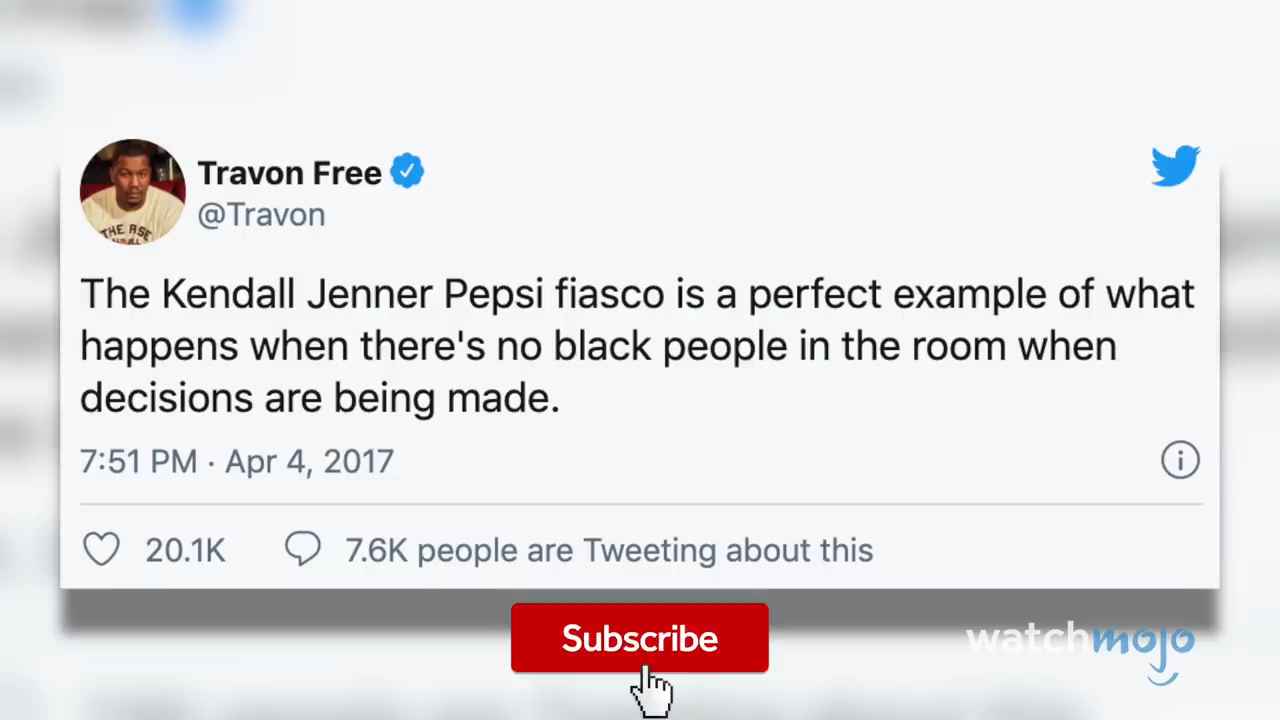 Travon Free
@Travon
The Kendall Jenner Pepsi fiasco is a perfect example of what
happens when there's no black people in the room when
decisions are being made.
7:51 PM · Apr 4, 2017
20.1K 7.6K people are Tweeting about this
Subscribe
watchmojo